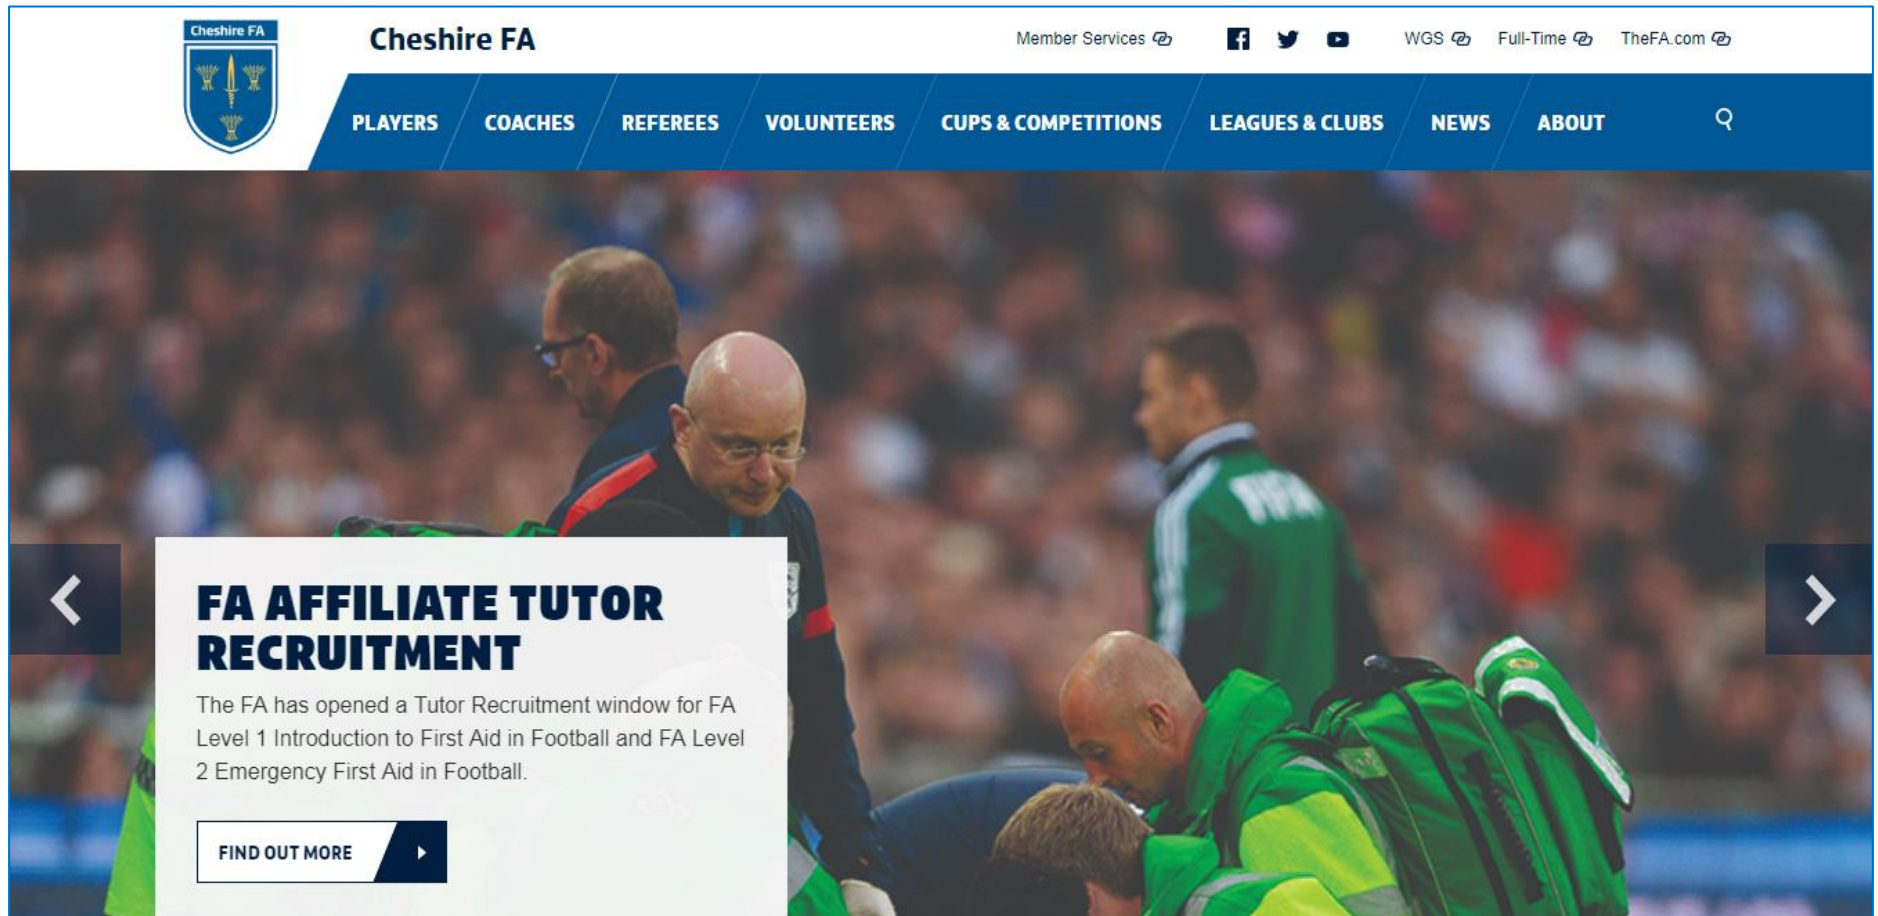 Cheshire FA
Cheshire FA
Member Services
WGS
Full-Time
TheFA.com
PLAYERS
COACHES
REFEREES
VOLUNTEERS
CUPS & COMPETITIONS
LEAGUES & CLUBS
NEWS
ABOUT
FIFA
FA AFFILIATE TUTOR
RECRUITMENT
The FA has opened a Tutor Recruitment window for FA
Level 1 Introduction to First Aid in Football and FA Level
2 Emergency First Aid in Football.
FIND OUT MORE